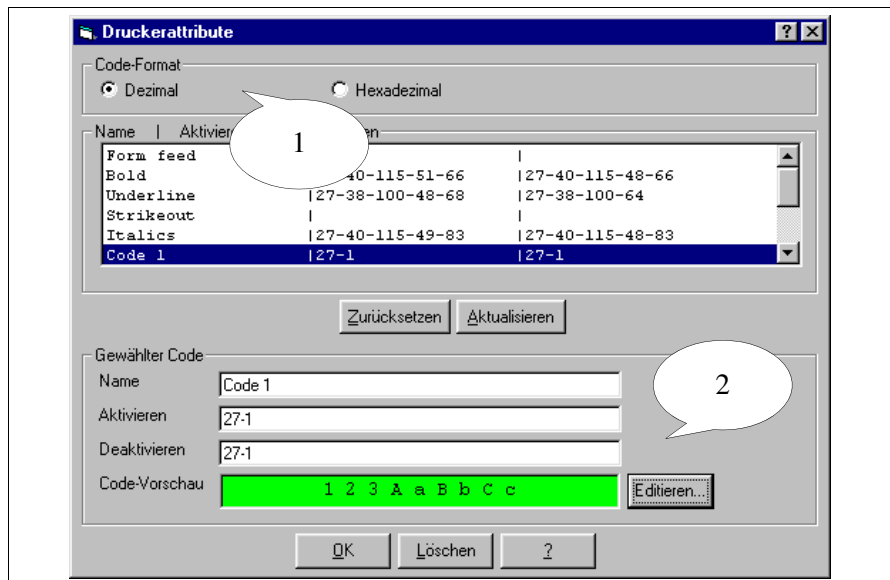 Druckerattribute
Code-Format
Dezimal Hexadezimal
1
Name | Aktivier
Form feed |
Bold 40-115-51-66 |27-40-115-48-66
Underline |27-38-100-48-68 |27-38-100-64
Strikeout | |
Italics |27-40-115-49-83 |27-40-115-48-83
Code 1 |27-1 |27-1
Zurücksetzen Aktualisieren
Gewählter Code
2
Name Code 1
Aktivieren 27-1
Deaktivieren 27-1
Code-Vorschau 1 2 3 A a B b C c Editieren...
OK Löschen ?